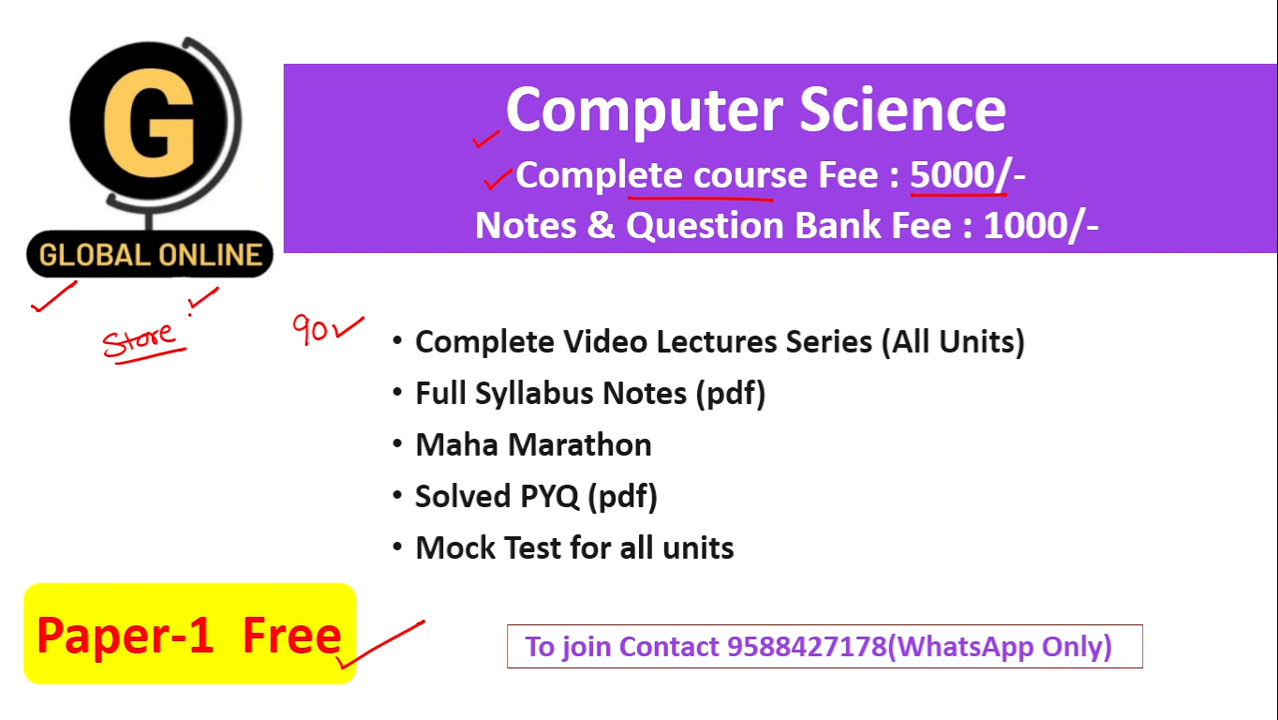 G
GLOBAL ONLINE
Store
Computer Science
Complete course Fee : 5000/-
Notes & Question Bank Fee : 1000/-
90
• Complete Video Lectures Series (All Units)
• Full Syllabus Notes (pdf)
• Maha Marathon
• Solved PYQ (pdf)
• Mock Test for all units
Paper-1 Free
To join Contact 9588427178(WhatsApp Only)